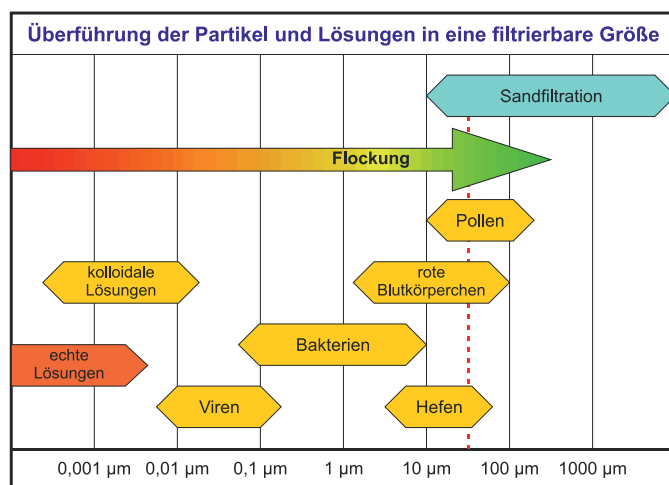 Überführung der Partikel und Lösungen in eine filtrierbare Größe
Sandfiltration
Flockung
Pollen
kolloidale
Lösungen
rote
Blutkörperchen
Bakterien
echte
Lösungen
Viren
Hefen
0,001 µm 0,01 µm 0,1 µm 1 µm 10 µm 100 µm 1000 µm